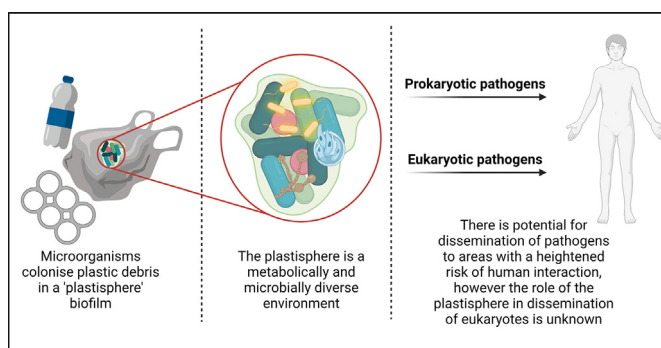 Microorganisms
colonise plastic debris
in a 'plastisphere'
biofilm
The plastisphere is a
metabolically and
microbially diverse
environment
Prokaryotic pathogens
Eukaryotic pathogens
There is potential for
dissemination of pathogens
to areas with a heightened
risk of human interaction,
however the role of the
plastisphere in dissemination
of eukaryotes is unknown